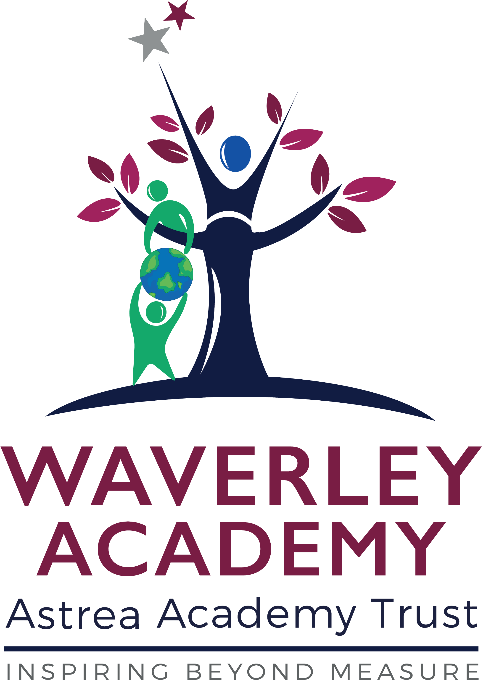 WAVERLEY
ACADEMY
Astrea Academy Trust
INSPIRING BEYOND MEASURE